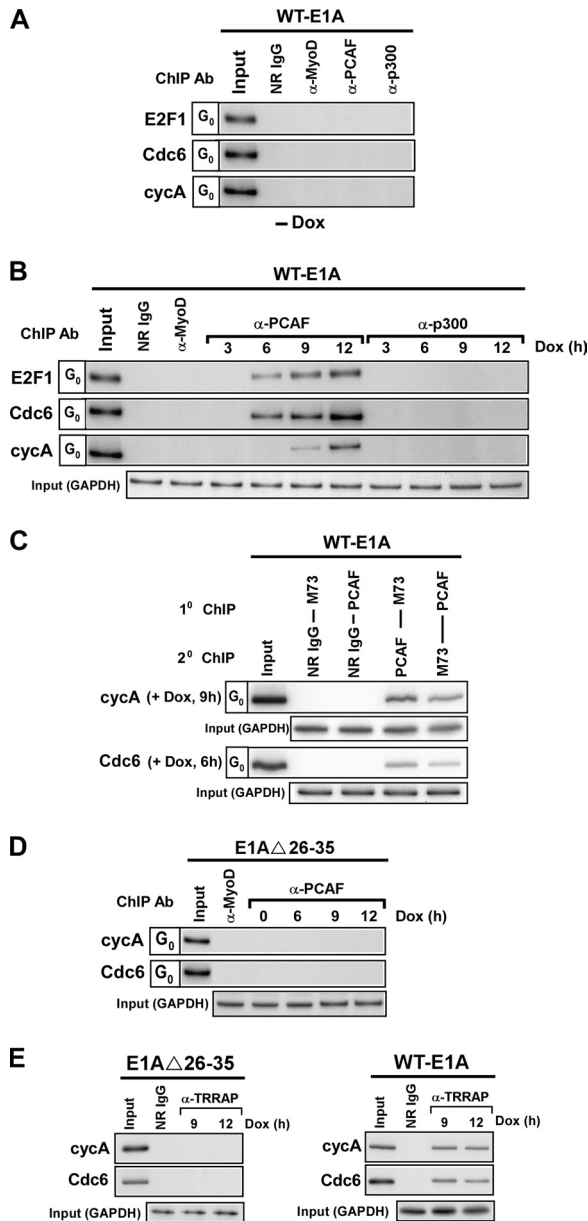 A
WT-E1A
ChIP Ab Input NR IgG α-MyoD α-PCAF α-p300
E2F1 G0
Cdc6 G0
cycA G0
– Dox
B
WT-E1A
ChIP Ab Input NR IgG α-MyoD α-PCAF α-p300
3 6 9 12 3 6 9 12 Dox (h)
E2F1 G0
Cdc6 G0
cycA G0
Input (GAPDH)
C
WT-E1A
1⁰ ChIP
2⁰ ChIP
Input NR IgG — M73 NR IgG – PCAF PCAF — M73 M73 — PCAF
cycA (+ Dox, 9h) G0
Input (GAPDH)
Cdc6 (+ Dox, 6h) G0
Input (GAPDH)
D
E1A△26-35
ChIP Ab Input α-MyoD α-PCAF
0 6 9 12 Dox (h)
cycA G0
Cdc6 G0
Input (GAPDH)
E
E1A△26-35
Input NR IgG α-TRRAP
9 12 Dox (h)
cycA
Cdc6
Input (GAPDH)
WT-E1A
Input NR IgG α-TRRAP
9 12 Dox (h)
cycA
Cdc6
Input (GAPDH)